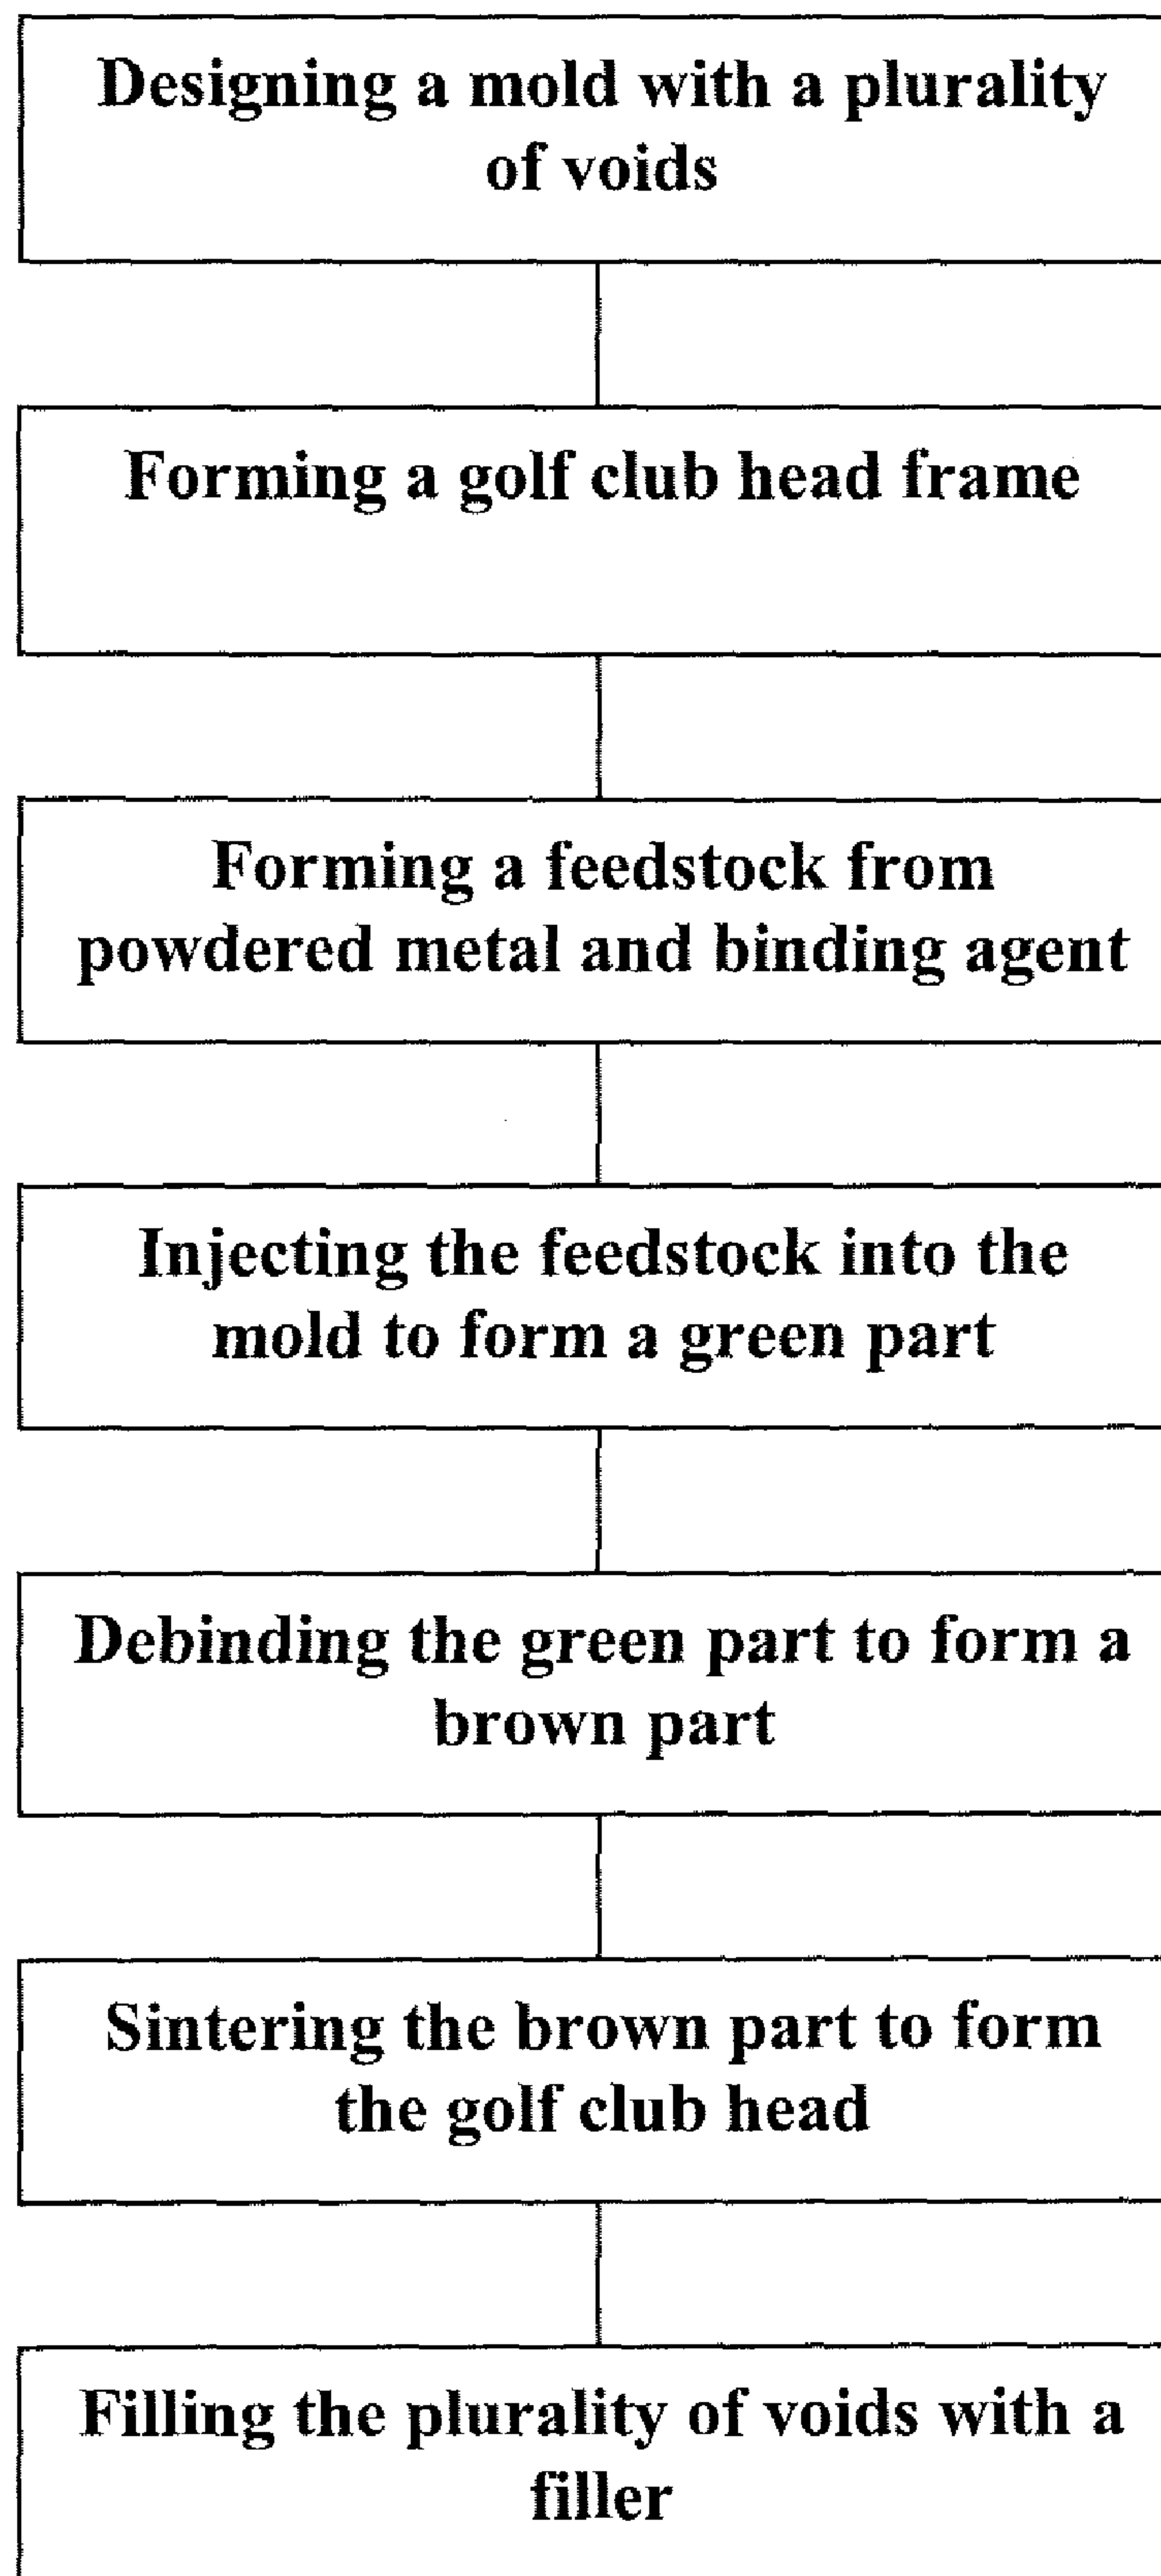 Designing a mold with a plurality
of voids
Forming a golf club head frame
Forming a feedstock from
powdered metal and binding agent
Injecting the feedstock into the
mold to form a green part
Debinding the green part to form a
brown part
Sintering the brown part to form
the golf club head
Filling the plurality of voids with a
filler